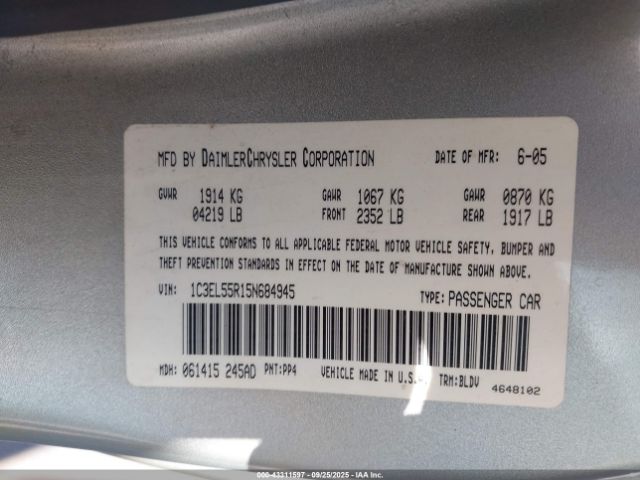 MFD BY DAIMLERCHRYSLER CORPORATION DATE OF MFR: 6-05
GVWR 1914 KG GAWR 1067 KG GAWR 0870 KG
04219 LB FRONT 2352 LB REAR 1917 LB
THIS VEHICLE CONFORMS TO ALL APPLICABLE FEDERAL MOTOR VEHICLE SAFETY, BUMPER AND
THEFT PREVENTION STANDARDS IN EFFECT ON THE DATE OF MANUFACTURE SHOWN ABOVE.
VIN: 1C3EL55R15N684945 TYPE: PASSENGER CAR
MDH: 061415 245AD PNT:PP4 VEHICLE MADE IN U.S.A. TRM:BLDV 4648102
000-43311597 - 09/25/2025 - IAA Inc.